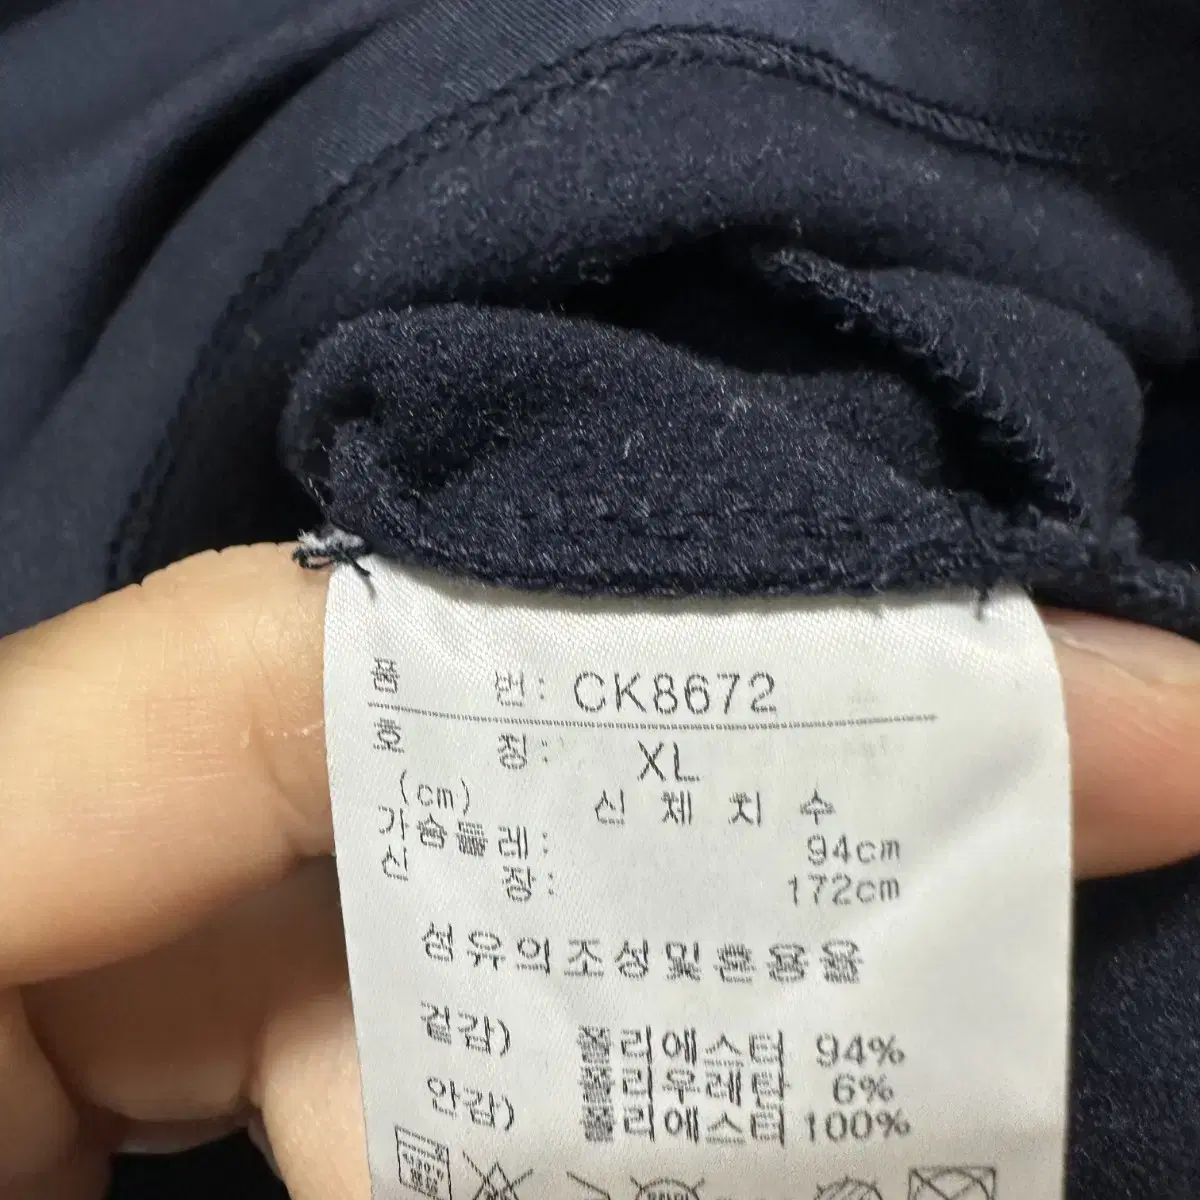 품 번: CK8672
호 칭: XL
(cm) 신 체 치 수
가슴둘레: 94cm
신 장: 172cm
섬유의조성및혼용율
겉감) 폴리에스터 94%
폴리우레탄 6%
안감) 폴리에스터 100%